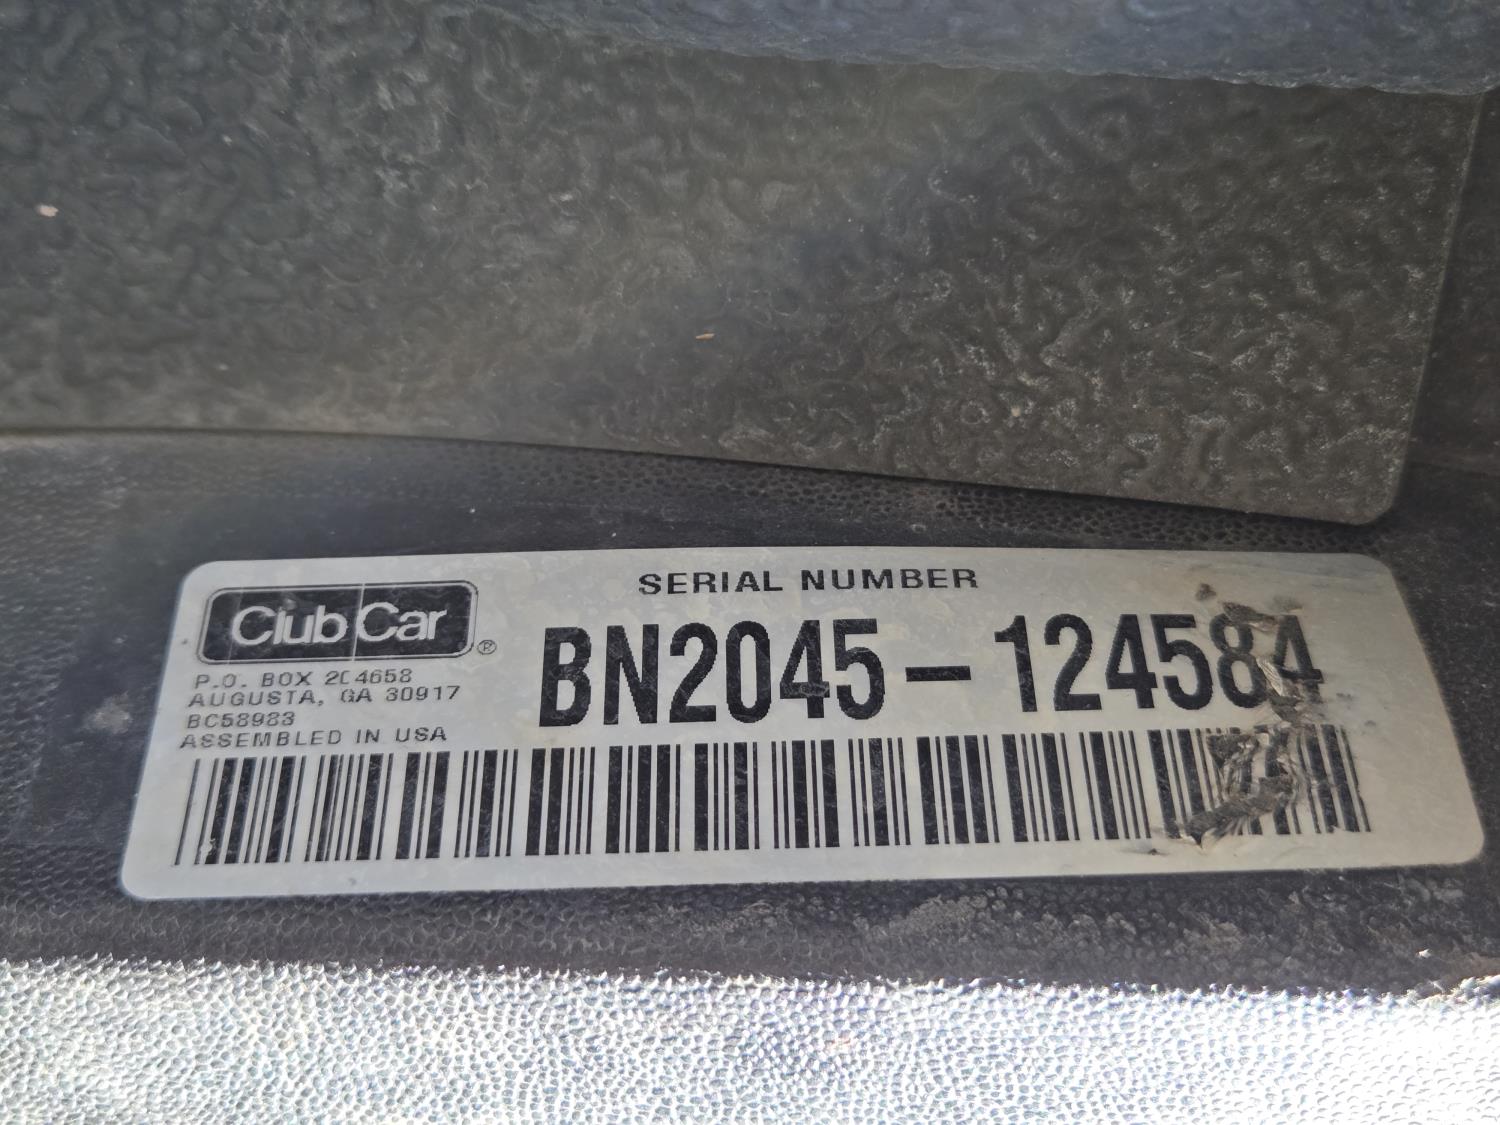 Club Car ®
SERIAL NUMBER
BN2045-124584
P.O. BOX 204658
AUGUSTA, GA 30917
BC58983
ASSEMBLED IN USA